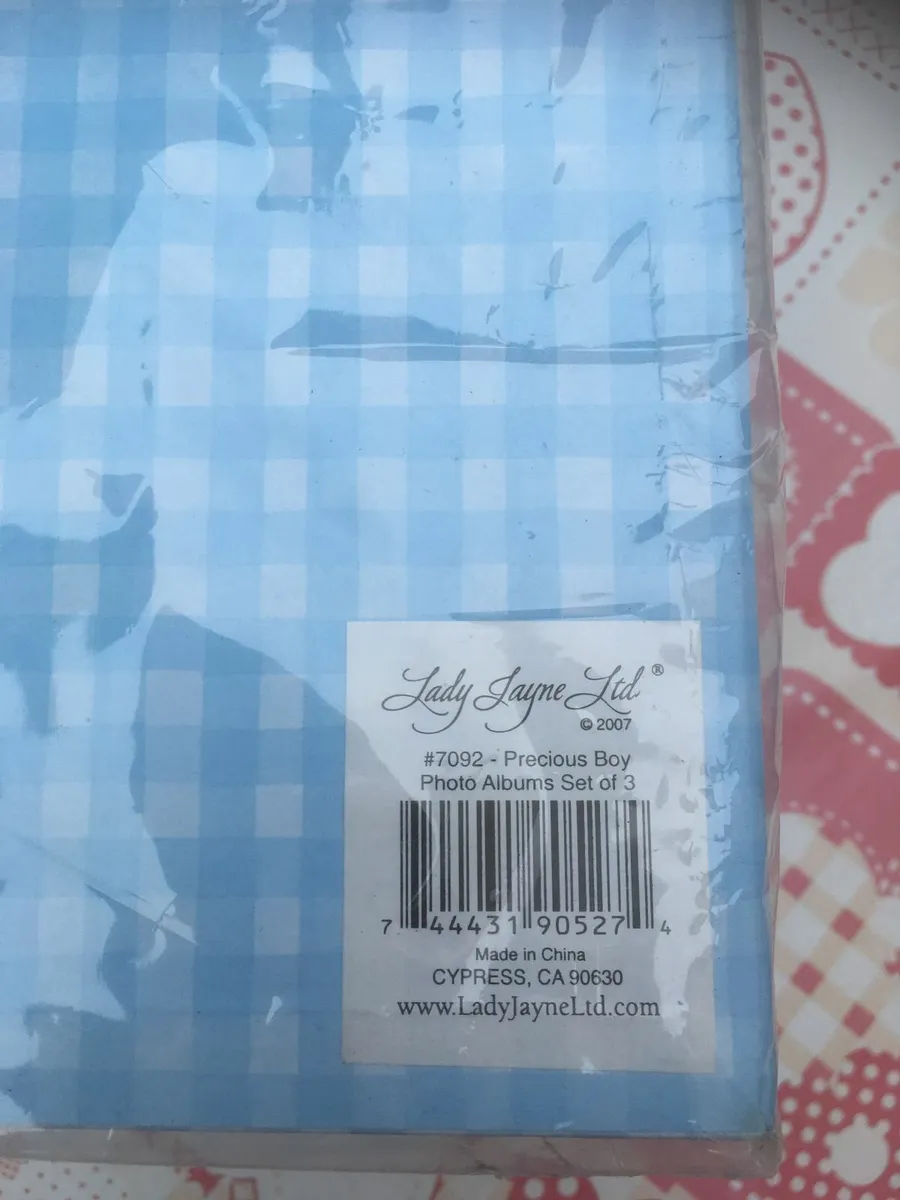 Lady Jayne Ltd.®
© 2007
#7092 - Precious Boy
Photo Albums Set of 3
7 44431 90527 4
Made in China
CYPRESS, CA 90630
www.LadyJayneLtd.com